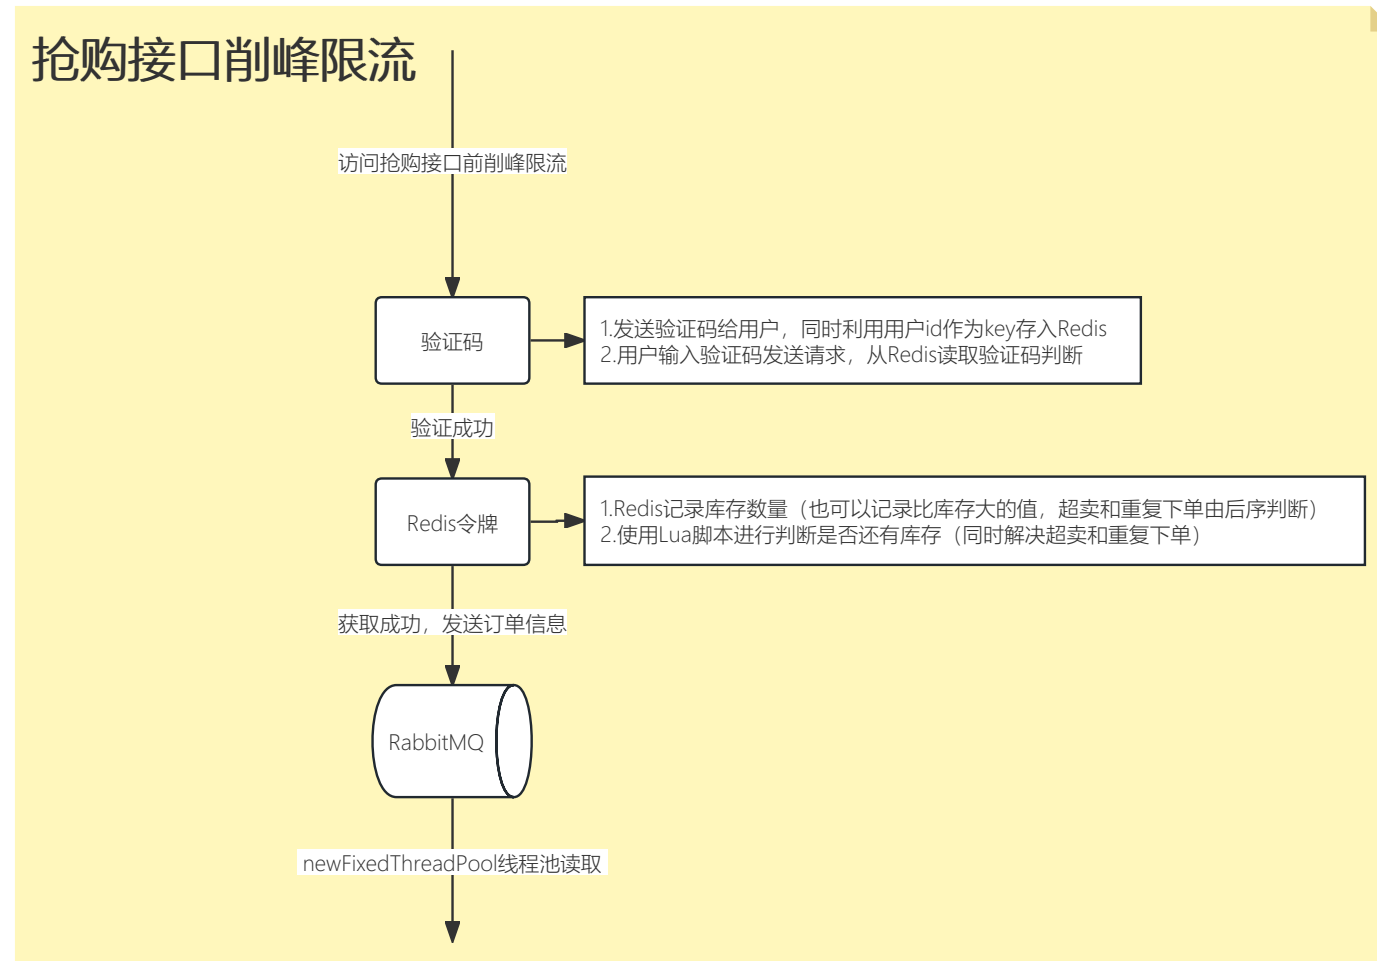 抢购接口削峰限流
访问抢购接口前削峰限流
验证码
1.发送验证码给用户，同时利用用户id作为key存入Redis
2.用户输入验证码发送请求，从Redis读取验证码判断
验证成功
Redis令牌
1.Redis记录库存数量（也可以记录比库存大的值，超卖和重复下单由后序判断）
2.使用Lua脚本进行判断是否还有库存（同时解决超卖和重复下单）
获取成功，发送订单信息
RabbitMQ
newFixedThreadPool线程池读取